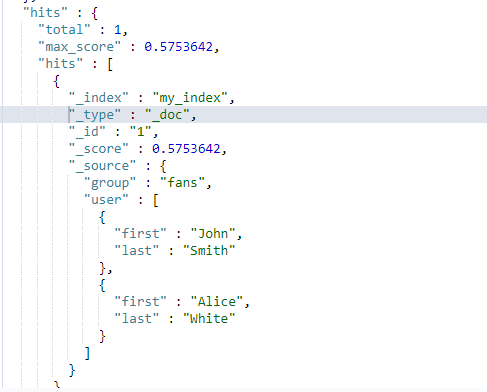 "hits" : {
"total" : 1,
"max_score" : 0.5753642,
"hits" : [
{
"_index" : "my_index",
"_type" : "_doc",
"_id" : "1",
"_score" : 0.5753642,
"_source" : {
"group" : "fans",
"user" : [
{
"first" : "John",
"last" : "Smith"
},
{
"first" : "Alice",
"last" : "White"
}
]
}
}